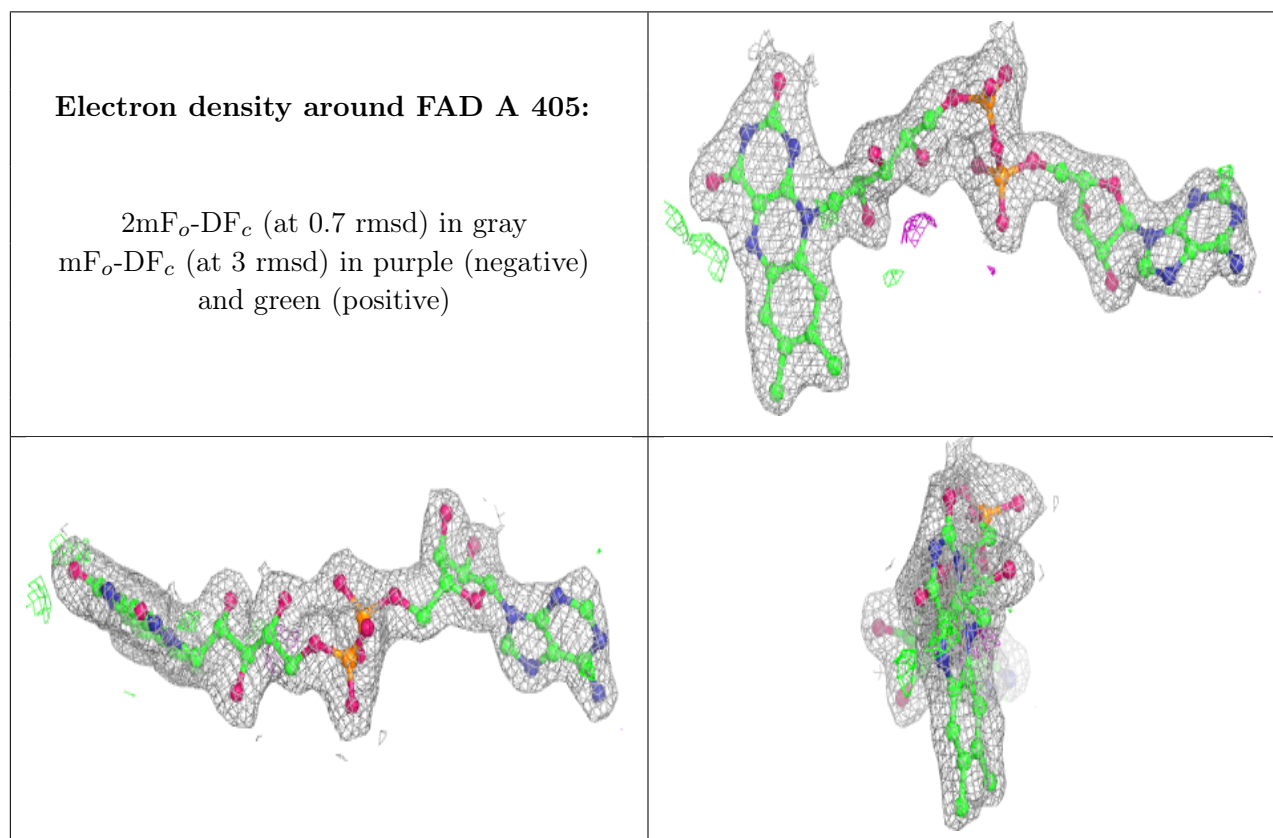 Electron density around FAD A 405:
2mFo-DFc (at 0.7 rmsd) in gray
mFo-DFc (at 3 rmsd) in purple (negative)
and green (positive)